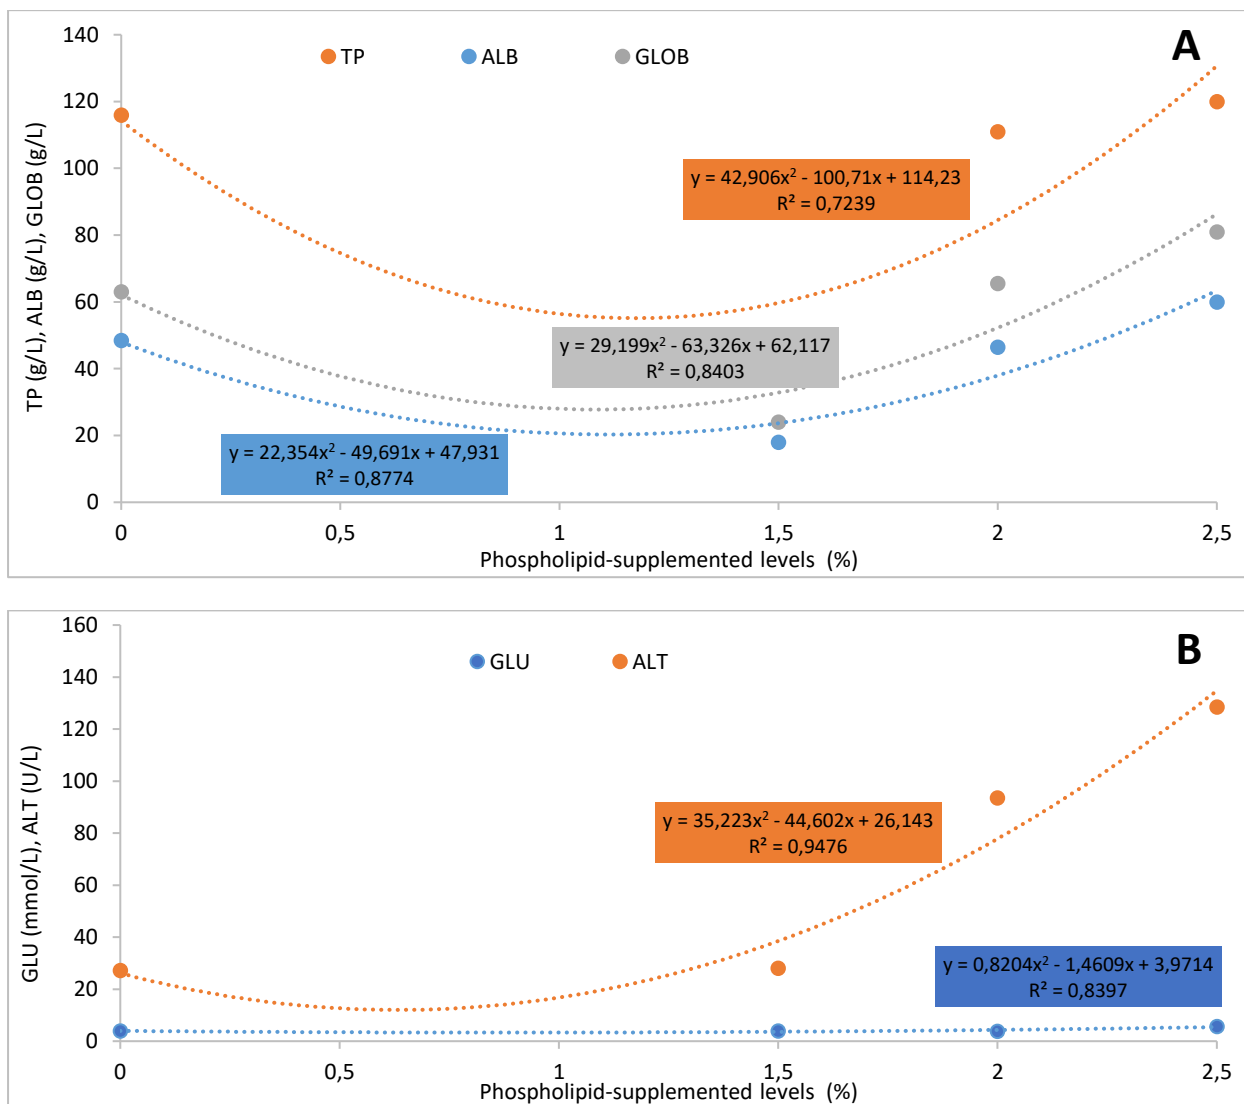 A
TP ALB GLOB
140
120
100
80
60
40
20
0
TP (g/L), ALB (g/L), GLOB (g/L)
y = 42,906x² - 100,71x + 114,23
R² = 0,7239
y = 29,199x² - 63,326x + 62,117
R² = 0,8403
y = 22,354x² - 49,691x + 47,931
R² = 0,8774
0 0,5 1 1,5 2 2,5
Phospholipid-supplemented levels (%)
B
GLU ALT
160
140
120
100
80
60
40
20
0
GLU (mmol/L), ALT (U/L)
y = 35,223x² - 44,602x + 26,143
R² = 0,9476
y = 0,8204x² - 1,4609x + 3,9714
R² = 0,8397
0 0,5 1 1,5 2 2,5
Phospholipid-supplemented levels (%)